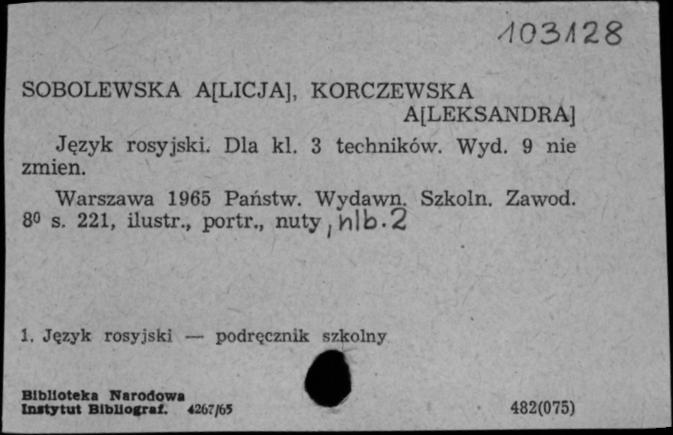 103128
SOBOLEWSKA A[LICJA], KORCZEWSKA
A[LEKSANDRA]
Język rosyjski. Dla kl. 3 techników. Wyd. 9 nie
zmien.
Warszawa 1965 Państw. Wydawn. Szkoln. Zawod.
8⁰ s. 221, ilustr., portr., nuty, nlb. 2
1. Język rosyjski — podręcznik szkolny
Biblioteka Narodowa
Instytut Bibliograf. 4267/65
482(075)